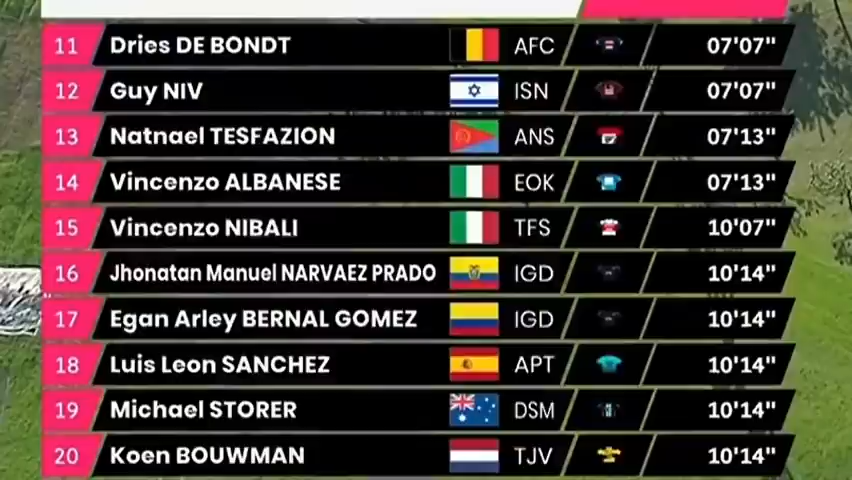 11 Dries DE BONDT AFC 07'07"
12 Guy NIV ISN 07'07"
13 Natnael TESFAZION ANS 07'13"
14 Vincenzo ALBANESE EOK 07'13"
15 Vincenzo NIBALI TFS 10'07"
16 Jhonatan Manuel NARVAEZ PRADO IGD 10'14"
17 Egan Arley BERNAL GOMEZ IGD 10'14"
18 Luis Leon SANCHEZ APT 10'14"
19 Michael STORER DSM 10'14"
20 Koen BOUWMAN TJV 10'14"